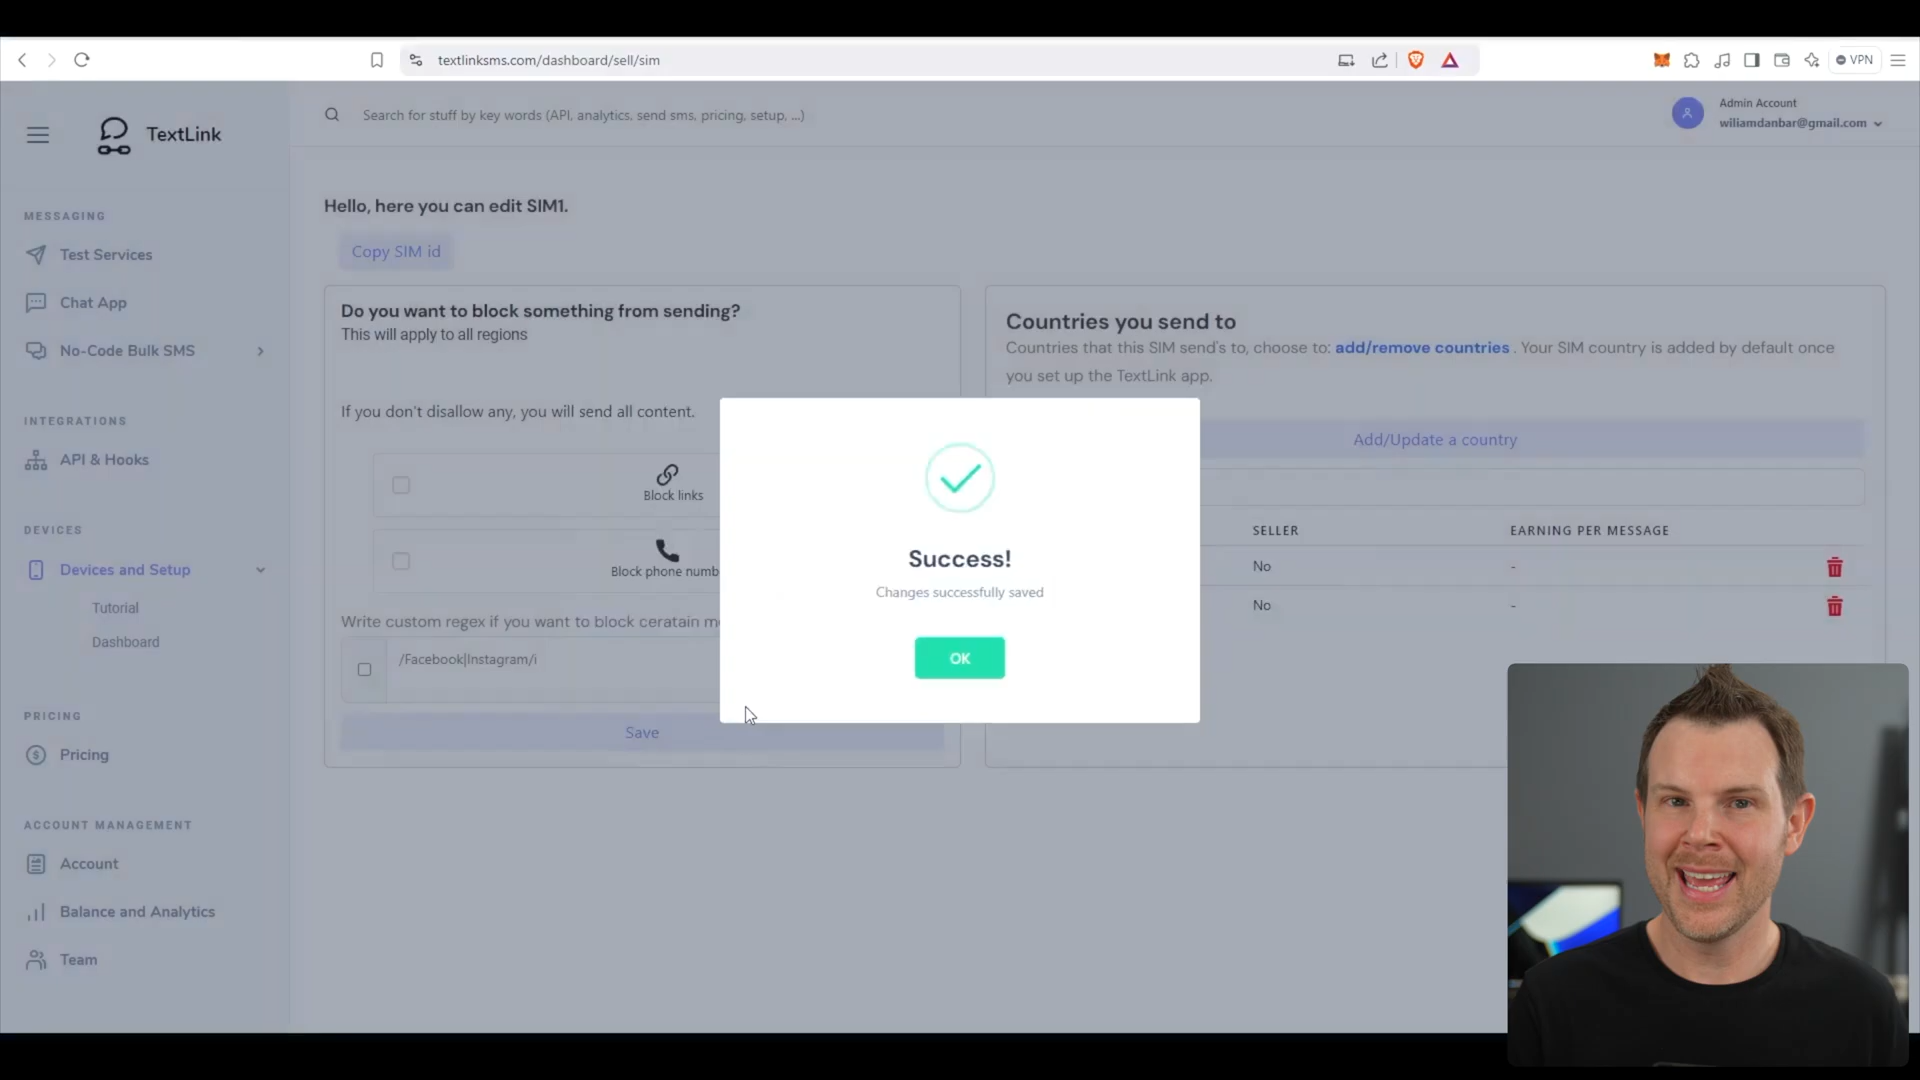 textlinksms.com/dashboard/sell/sim
VPN
TextLink
Search for stuff by key words (API, analytics, send sms, pricing, setup, ...)
Admin Account
wiliamdanbar@gmail.com
MESSAGING
Test Services
Chat App
No-Code Bulk SMS
INTEGRATIONS
API & Hooks
DEVICES
Devices and Setup
Tutorial
Dashboard
PRICING
Pricing
ACCOUNT MANAGEMENT
Account
Balance and Analytics
Team
Hello, here you can edit SIM1.
Copy SIM id
Do you want to block something from sending?
This will apply to all regions
If you don't disallow any, you will send all content.
Block links
Block phone numb
Write custom regex if you want to block ceratain m
/Facebook|Instagram/i
Save
Countries you send to
Countries that this SIM send's to, choose to: add/remove countries . Your SIM country is added by default once
you set up the TextLink app.
Add/Update a country
SELLER EARNING PER MESSAGE
No -
No -
Success!
Changes successfully saved
OK